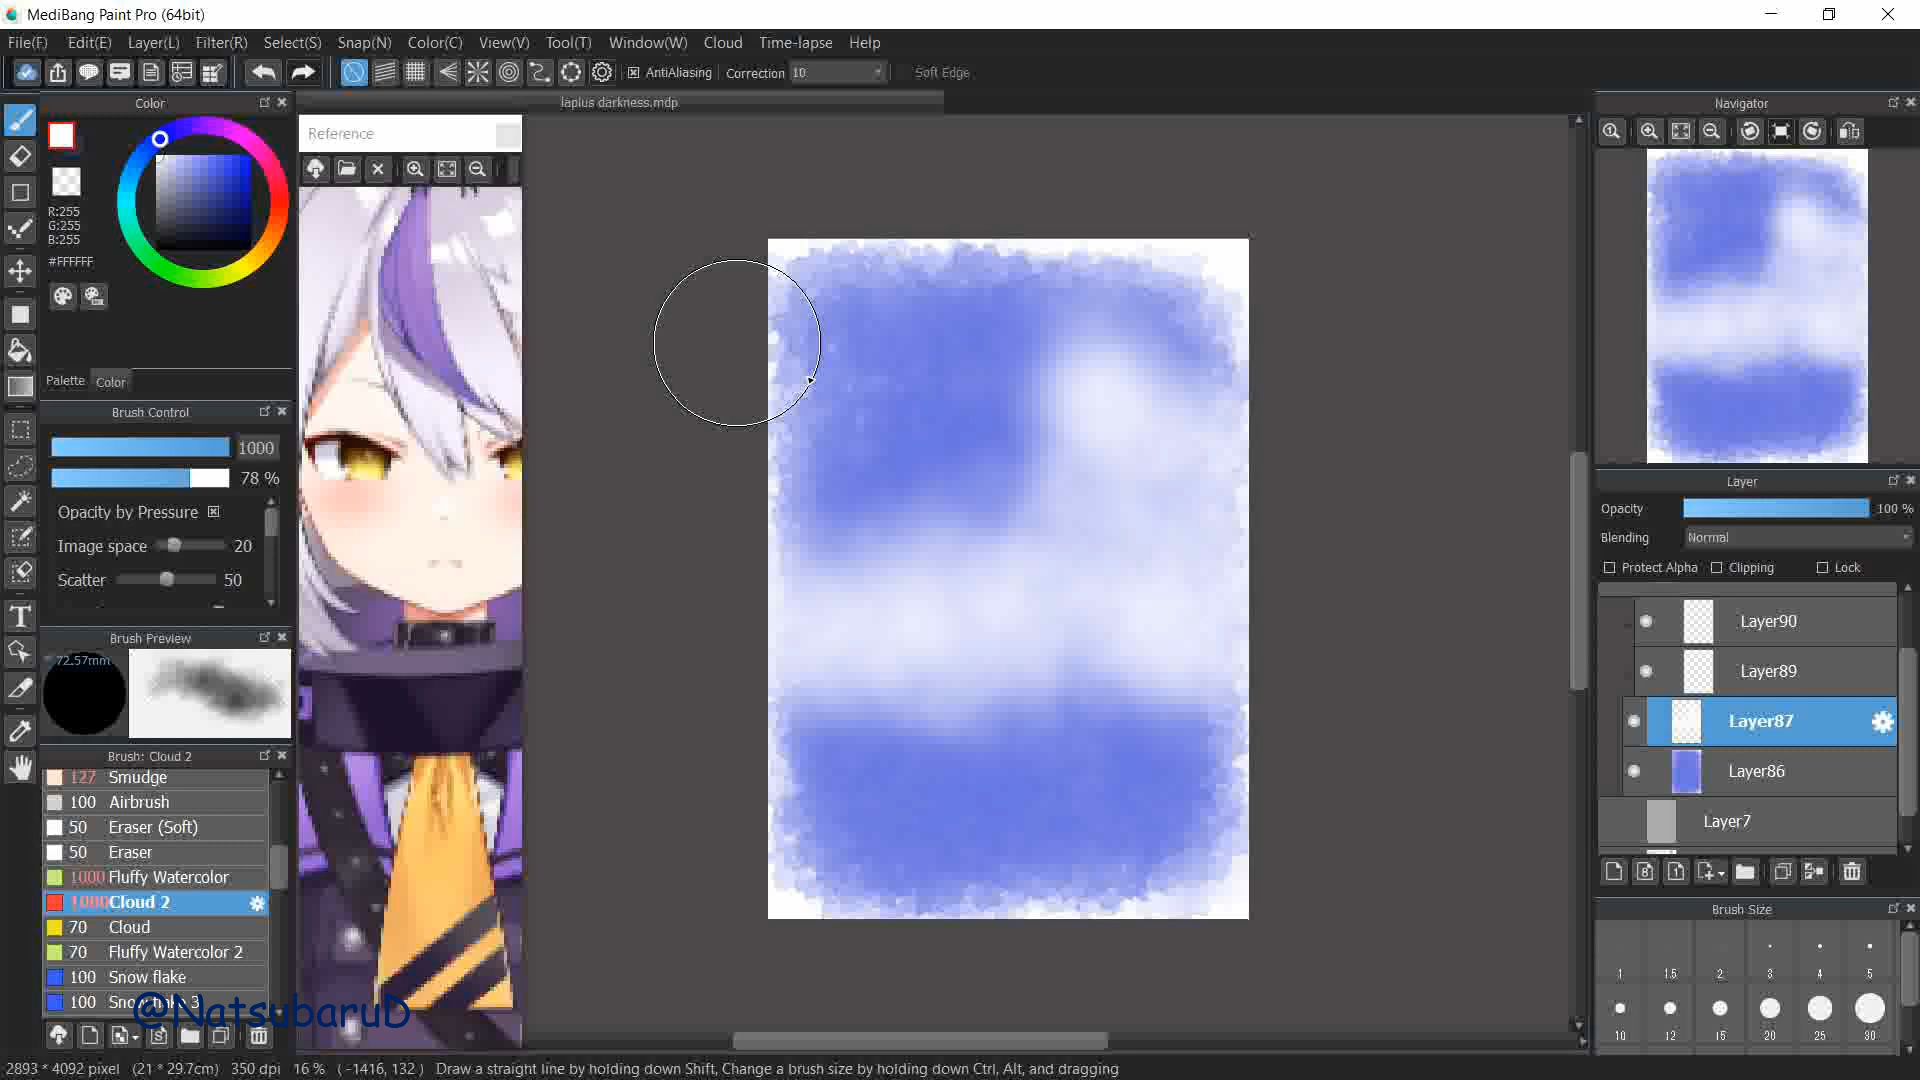 MediBang Paint Pro (64bit)
File(F) Edit(E) Layer(L) Filter(R) Select(S) Snap(N) Color(C) View(V) Tool(T) Window(W) Cloud Time-lapse Help
AntiAliasing Correction 10 Soft Edge
Color
laplus darkness.mdp
Navigator
Reference
R:255
G:255
B:255
#FFFFFF
Palette Color
Brush Control
1000
78 %
Opacity by Pressure
Image space 20
Scatter 50
Brush Preview
72.57mm
Brush: Cloud 2
127 Smudge
100 Airbrush
50 Eraser (Soft)
50 Eraser
1000 Fluffy Watercolor
1000 Cloud 2
70 Cloud
70 Fluffy Watercolor 2
100 Snow flake
100 Snow flake 3
@NatsubaruD
Layer
Opacity 100 %
Blending Normal
Protect Alpha Clipping Lock
Layer90
Layer89
Layer87
Layer86
Layer7
Brush Size
1 1.5 2 3 4 5
10 12 15 20 25 30
2893 * 4092 pixel (21 * 29.7cm) 350 dpi 16 % ( -1416, 132 ) Draw a straight line by holding down Shift, Change a brush size by holding down Ctrl, Alt, and dragging